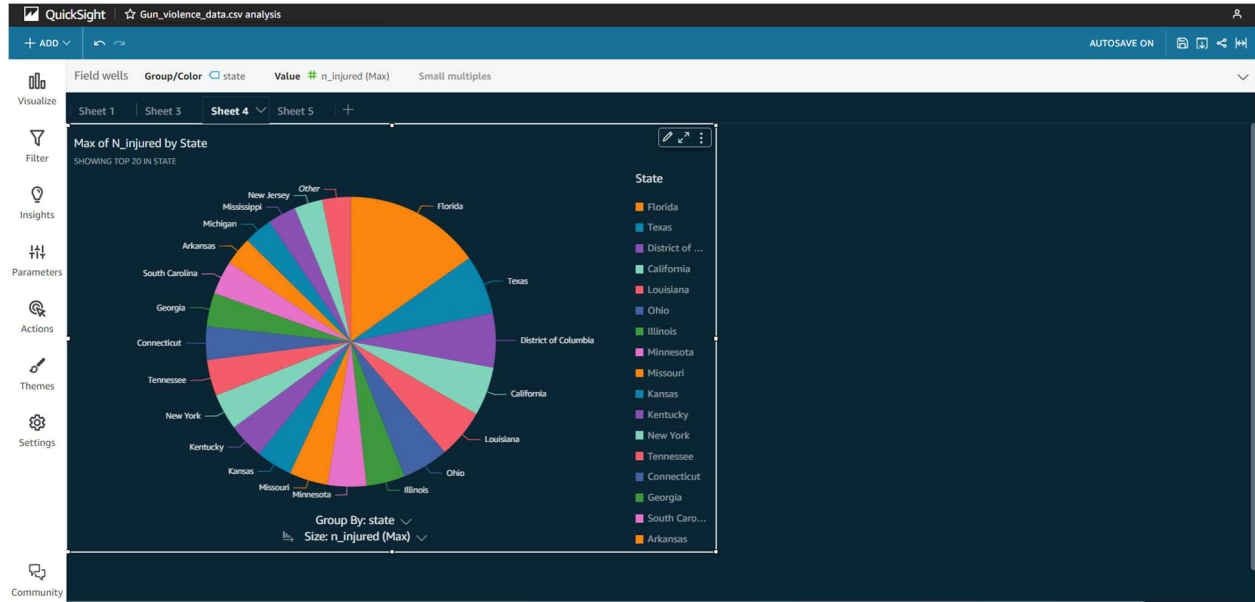 QuickSight Gun_violence_data.csv analysis
+ ADD AUTOSAVE ON
Field wells Group/Color state Value # n_injured (Max) Small multiples
Visualize
Filter
Insights
Parameters
Actions
Themes
Settings
Community
Sheet 1 Sheet 3 Sheet 4 Sheet 5 +
Max of N_injured by State
SHOWING TOP 20 IN STATE
Other
New Jersey
Mississippi
Michigan
Arkansas
South Carolina
Georgia
Connecticut
Tennessee
New York
Kentucky
Kansas
Missouri
Minnesota
Illinois
Ohio
Louisiana
California
District of Columbia
Texas
Florida
Group By: state
Size: n_injured (Max)
State
Florida
Texas
District of ...
California
Louisiana
Ohio
Illinois
Minnesota
Missouri
Kansas
Kentucky
New York
Tennessee
Connecticut
Georgia
South Caro...
Arkansas